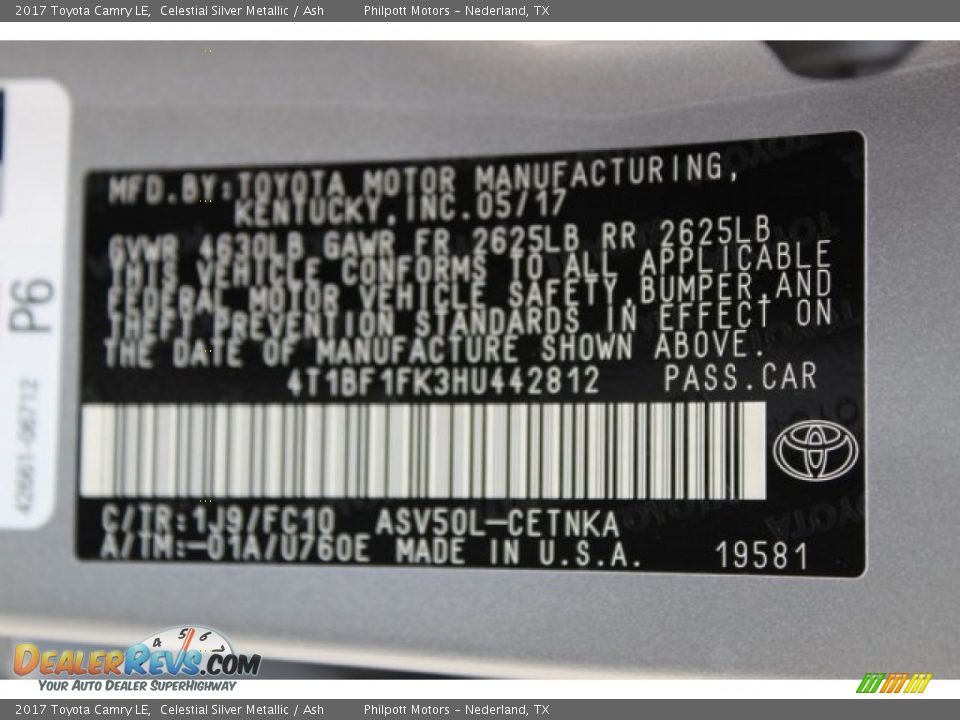 2017 Toyota Camry LE, Celestial Silver Metallic / Ash Philpott Motors - Nederland, TX
MFD.BY:TOYOTA MOTOR MANUFACTURING,
KENTUCKY,INC.05/17
GVWR 4630LB GAWR FR 2625LB RR 2625LB
THIS VEHICLE CONFORMS TO ALL APPLICABLE
FEDERAL MOTOR VEHICLE SAFETY,BUMPER,AND
THEFT PREVENTION STANDARDS IN EFFECT ON
THE DATE OF MANUFACTURE SHOWN ABOVE.
4T1BF1FK3HU442812 PASS.CAR
C/TR:1J9/FC10 ASV50L-CETNKA
A/TM:-01A/U760E MADE IN U.S.A. 19581
P6
42661-06712
4 5 6
DEALERREVS.COM
YOUR AUTO DEALER SUPERHIGHWAY
2017 Toyota Camry LE, Celestial Silver Metallic / Ash Philpott Motors - Nederland, TX